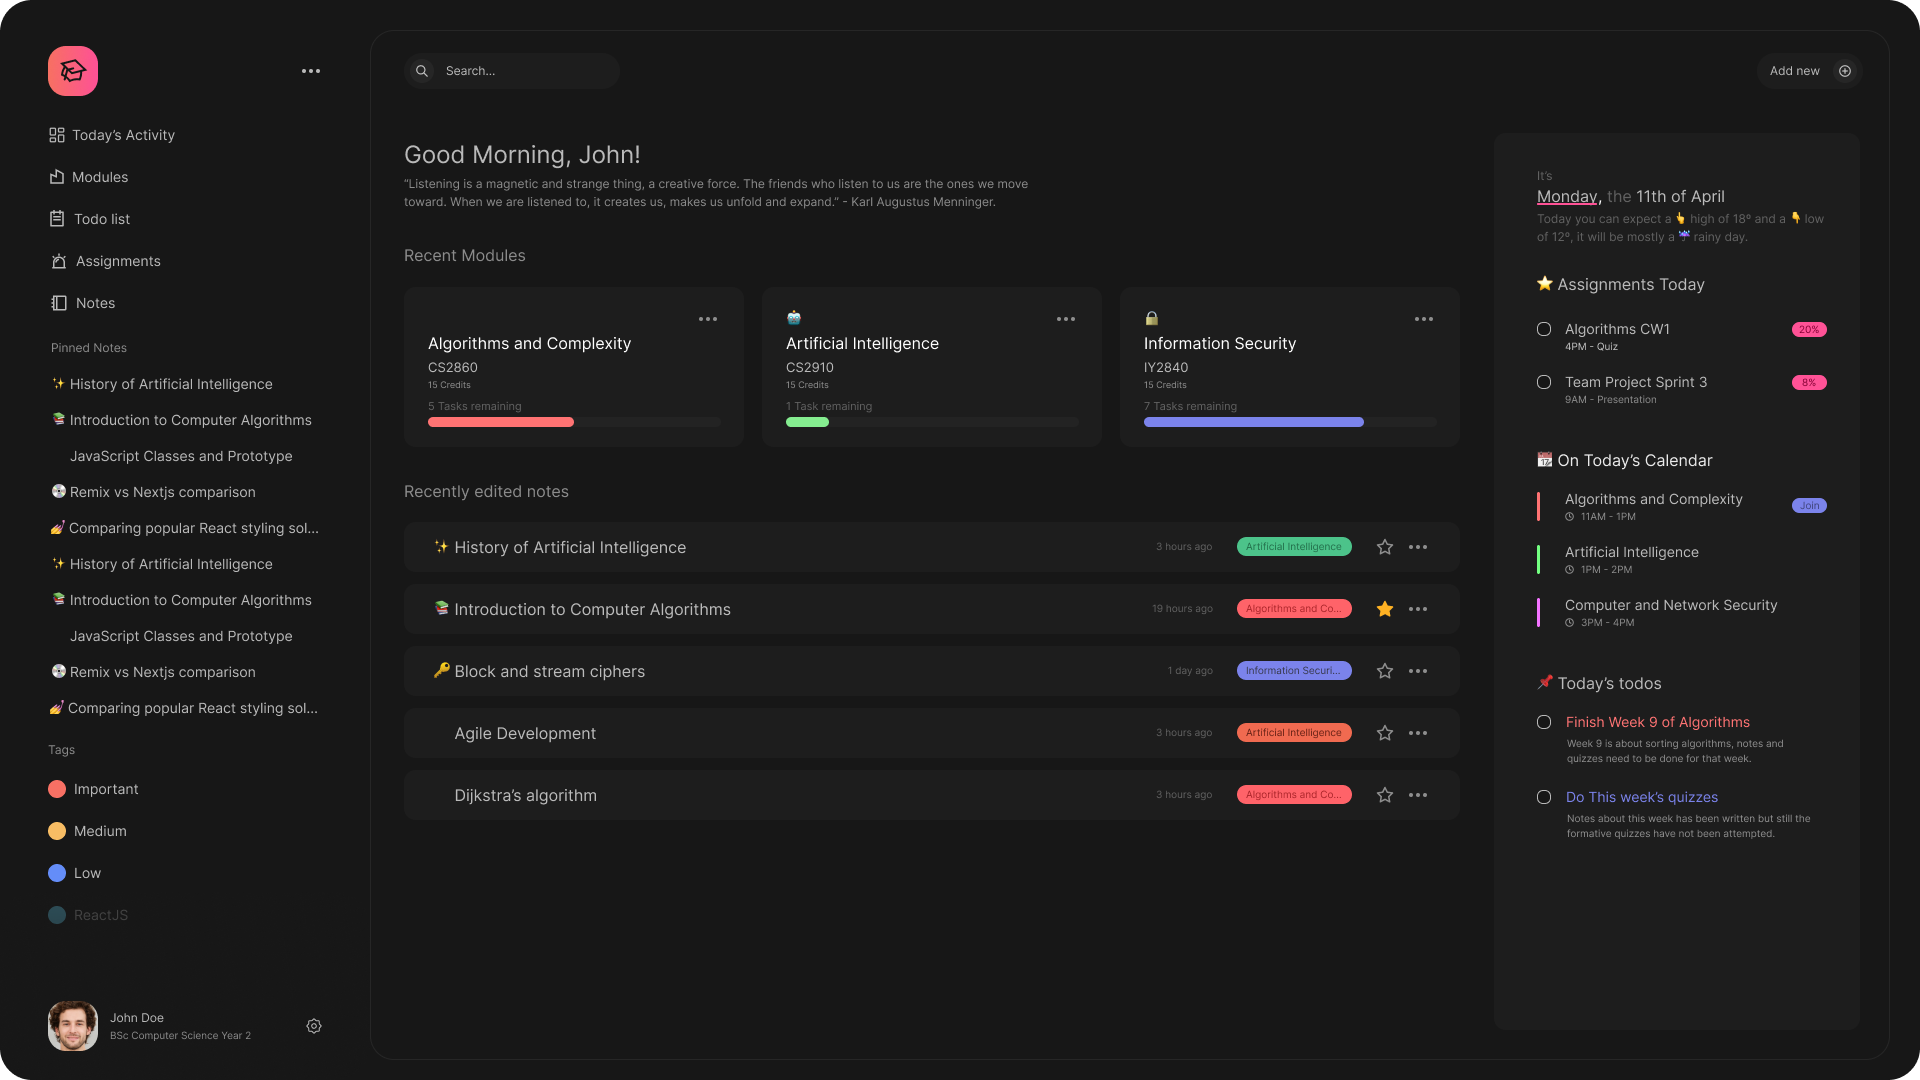 Today's Activity
Modules
Todo list
Assignments
Notes
Pinned Notes
✨ History of Artificial Intelligence
📚 Introduction to Computer Algorithms
JavaScript Classes and Prototype
💿 Remix vs Nextjs comparison
💅 Comparing popular React styling sol...
✨ History of Artificial Intelligence
📚 Introduction to Computer Algorithms
JavaScript Classes and Prototype
💿 Remix vs Nextjs comparison
💅 Comparing popular React styling sol...
Tags
Important
Medium
Low
ReactJS
John Doe
BSc Computer Science Year 2
Search...
Add new
Good Morning, John!
“Listening is a magnetic and strange thing, a creative force. The friends who listen to us are the ones we move
toward. When we are listened to, it creates us, makes us unfold and expand.” - Karl Augustus Menninger.
Recent Modules
Algorithms and Complexity
CS2860
15 Credits
5 Tasks remaining
🤖
Artificial Intelligence
CS2910
15 Credits
1 Task remaining
🔒
Information Security
IY2840
15 Credits
7 Tasks remaining
Recently edited notes
✨ History of Artificial Intelligence 3 hours ago Artificial Intelligence
📚 Introduction to Computer Algorithms 19 hours ago Algorithms and Co...
🔑 Block and stream ciphers 1 day ago Information Securi...
Agile Development 3 hours ago Artificial Intelligence
Dijkstra's algorithm 3 hours ago Algorithms and Co...
It's
Monday, the 11th of April
Today you can expect a 👆 high of 18º and a 👇 low
of 12º, it will be mostly a ☔ rainy day.
⭐ Assignments Today
Algorithms CW1 20%
4PM - Quiz
Team Project Sprint 3 8%
9AM - Presentation
📆 On Today's Calendar
Algorithms and Complexity Join
11AM - 1PM
Artificial Intelligence
1PM - 2PM
Computer and Network Security
3PM - 4PM
📌 Today's todos
Finish Week 9 of Algorithms
Week 9 is about sorting algorithms, notes and
quizzes need to be done for that week.
Do This week's quizzes
Notes about this week has been written but still the
formative quizzes have not been attempted.